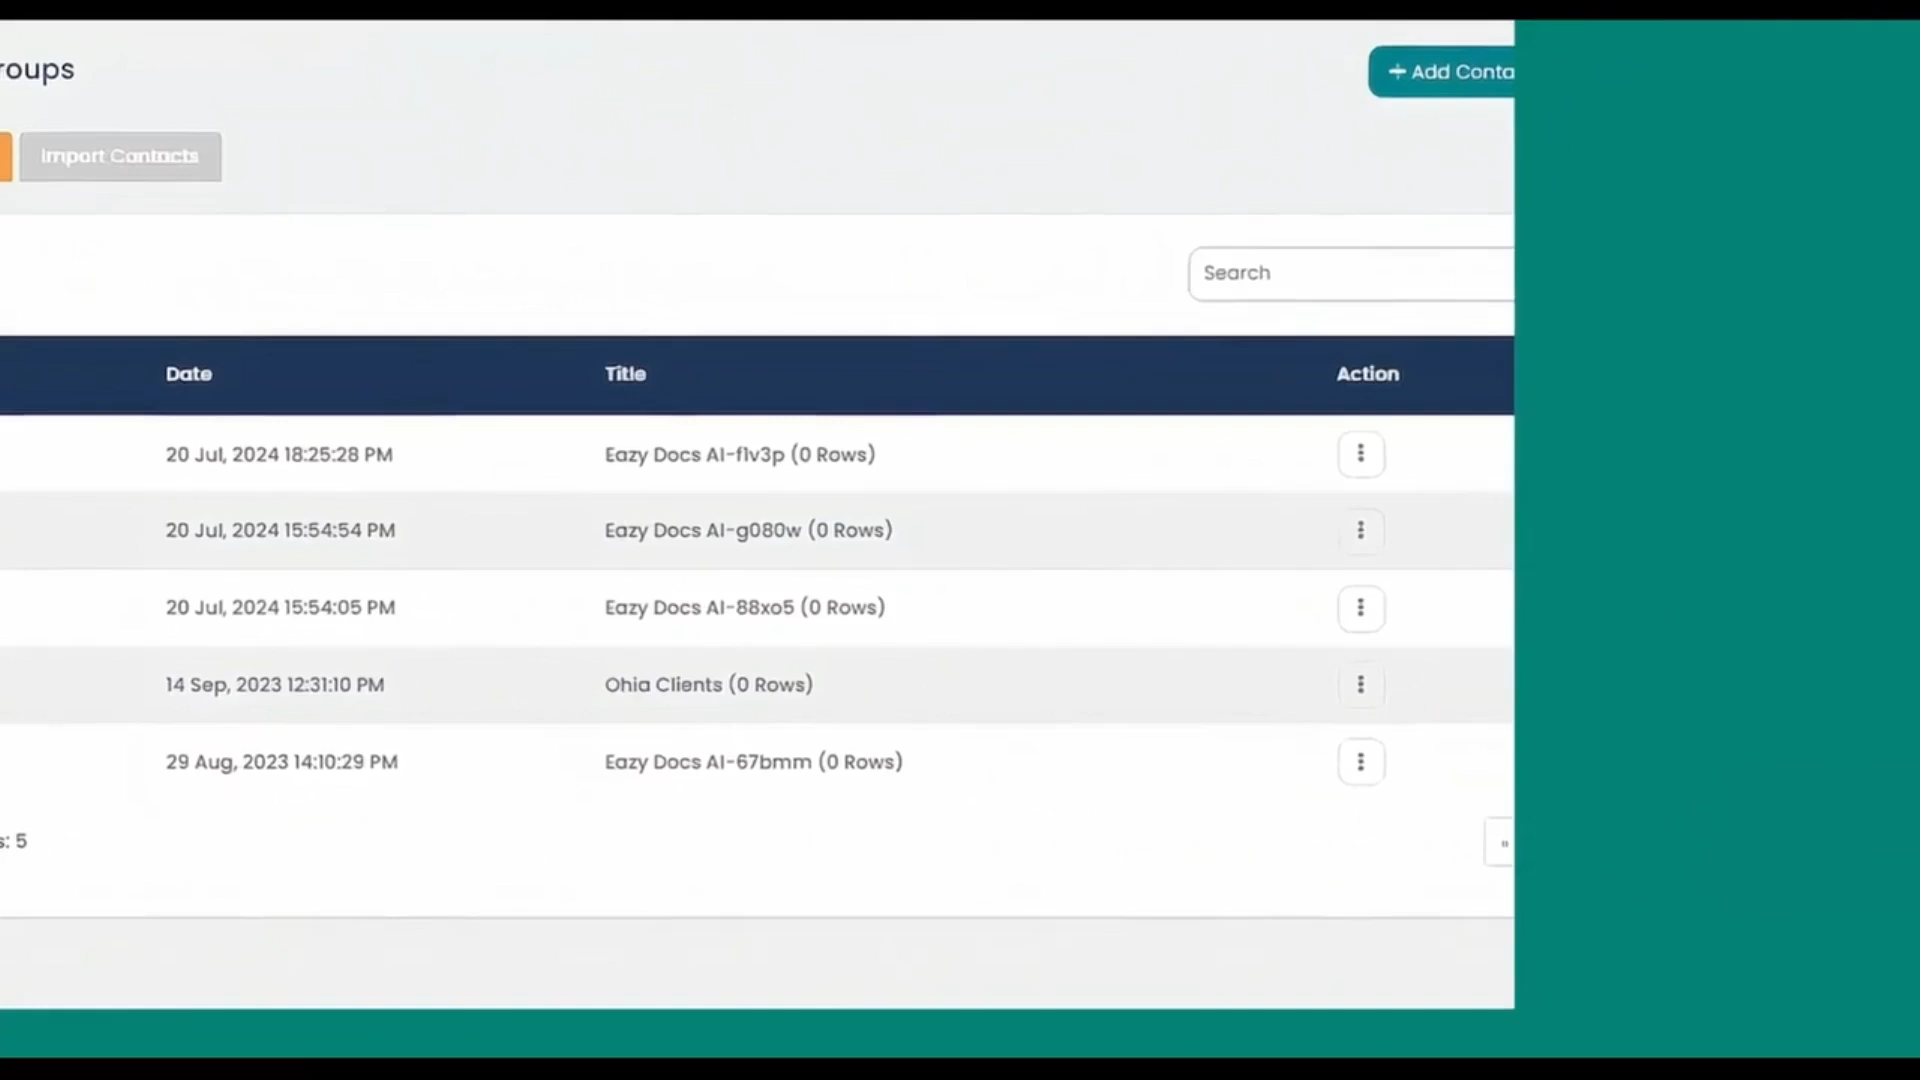 roups
+ Add Conta
Import Contacts
Search
Date Title Action
20 Jul, 2024 18:25:28 PM Eazy Docs AI-f1v3p (0 Rows)
20 Jul, 2024 15:54:54 PM Eazy Docs AI-g080w (0 Rows)
20 Jul, 2024 15:54:05 PM Eazy Docs AI-88xo5 (0 Rows)
14 Sep, 2023 12:31:10 PM Ohia Clients (0 Rows)
29 Aug, 2023 14:10:29 PM Eazy Docs AI-67bmm (0 Rows)
s: 5
«